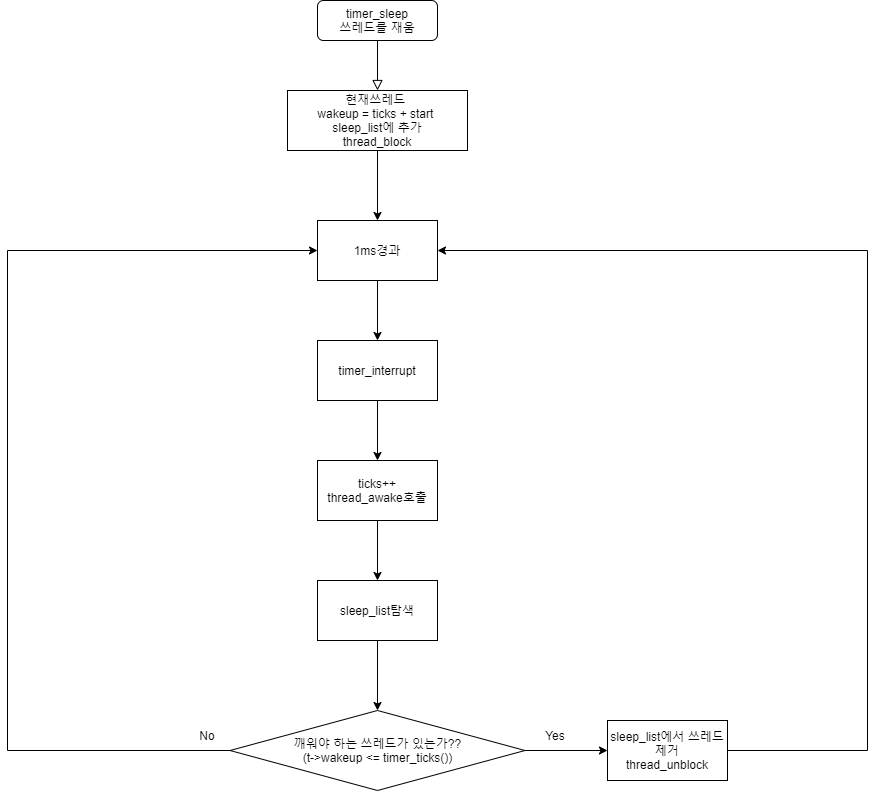 timer_sleep
쓰레드를 재움
현재쓰레드
wakeup = ticks + start
sleep_list에 추가
thread_block
1ms경과
timer_interrupt
ticks++
thread_awake호출
sleep_list탐색
No
깨워야 하는 쓰레드가 있는가??
(t->wakeup <= timer_ticks())
Yes
sleep_list에서 쓰레드
제거
thread_unblock